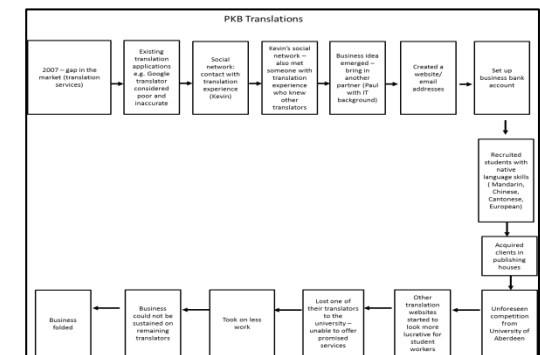 PKB Translations
2007 – gap in the
market (translation
services)
Existing
translation
applications
e.g. Google
translator
considered
poor and
inaccurate
Social
network:
contact with
translation
experience
(Kevin)
Kevin's social
network –
also met
someone with
translation
experience
who knew
other
translators
Business idea
emerged –
bring in
another
partner (Paul
with IT
background)
Created a
website/
email
addresses
Set up
business bank
account
Recruited
students with
native
language skills
( Mandarin,
Chinese,
Cantonese,
European)
Acquired
clients in
publishing
houses
Unforeseen
competition
from
University of
Aberdeen
Other
translation
websites
started to
look more
lucrative for
student
workers
Lost one of
their translators
to the
university –
unable to offer
promised
services
Took on less
work
Business
could not be
sustained on
remaining
translators
Business
folded